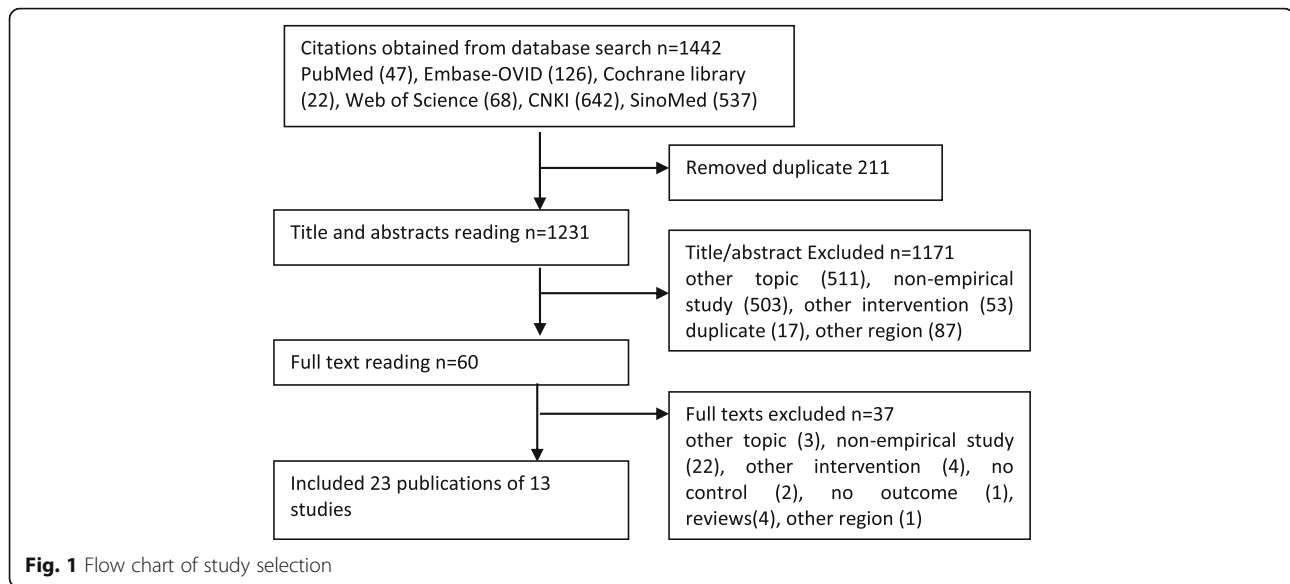 Citations obtained from database search n=1442
PubMed (47), Embase-OVID (126), Cochrane library
(22), Web of Science (68), CNKI (642), SinoMed (537)
Removed duplicate 211
Title and abstracts reading n=1231
Title/abstract Excluded n=1171
other topic (511), non-empirical
study (503), other intervention (53)
duplicate (17), other region (87)
Full text reading n=60
Full texts excluded n=37
other topic (3), non-empirical study
(22), other intervention (4), no
control (2), no outcome (1),
reviews(4), other region (1)
Included 23 publications of 13
studies
Fig. 1 Flow chart of study selection